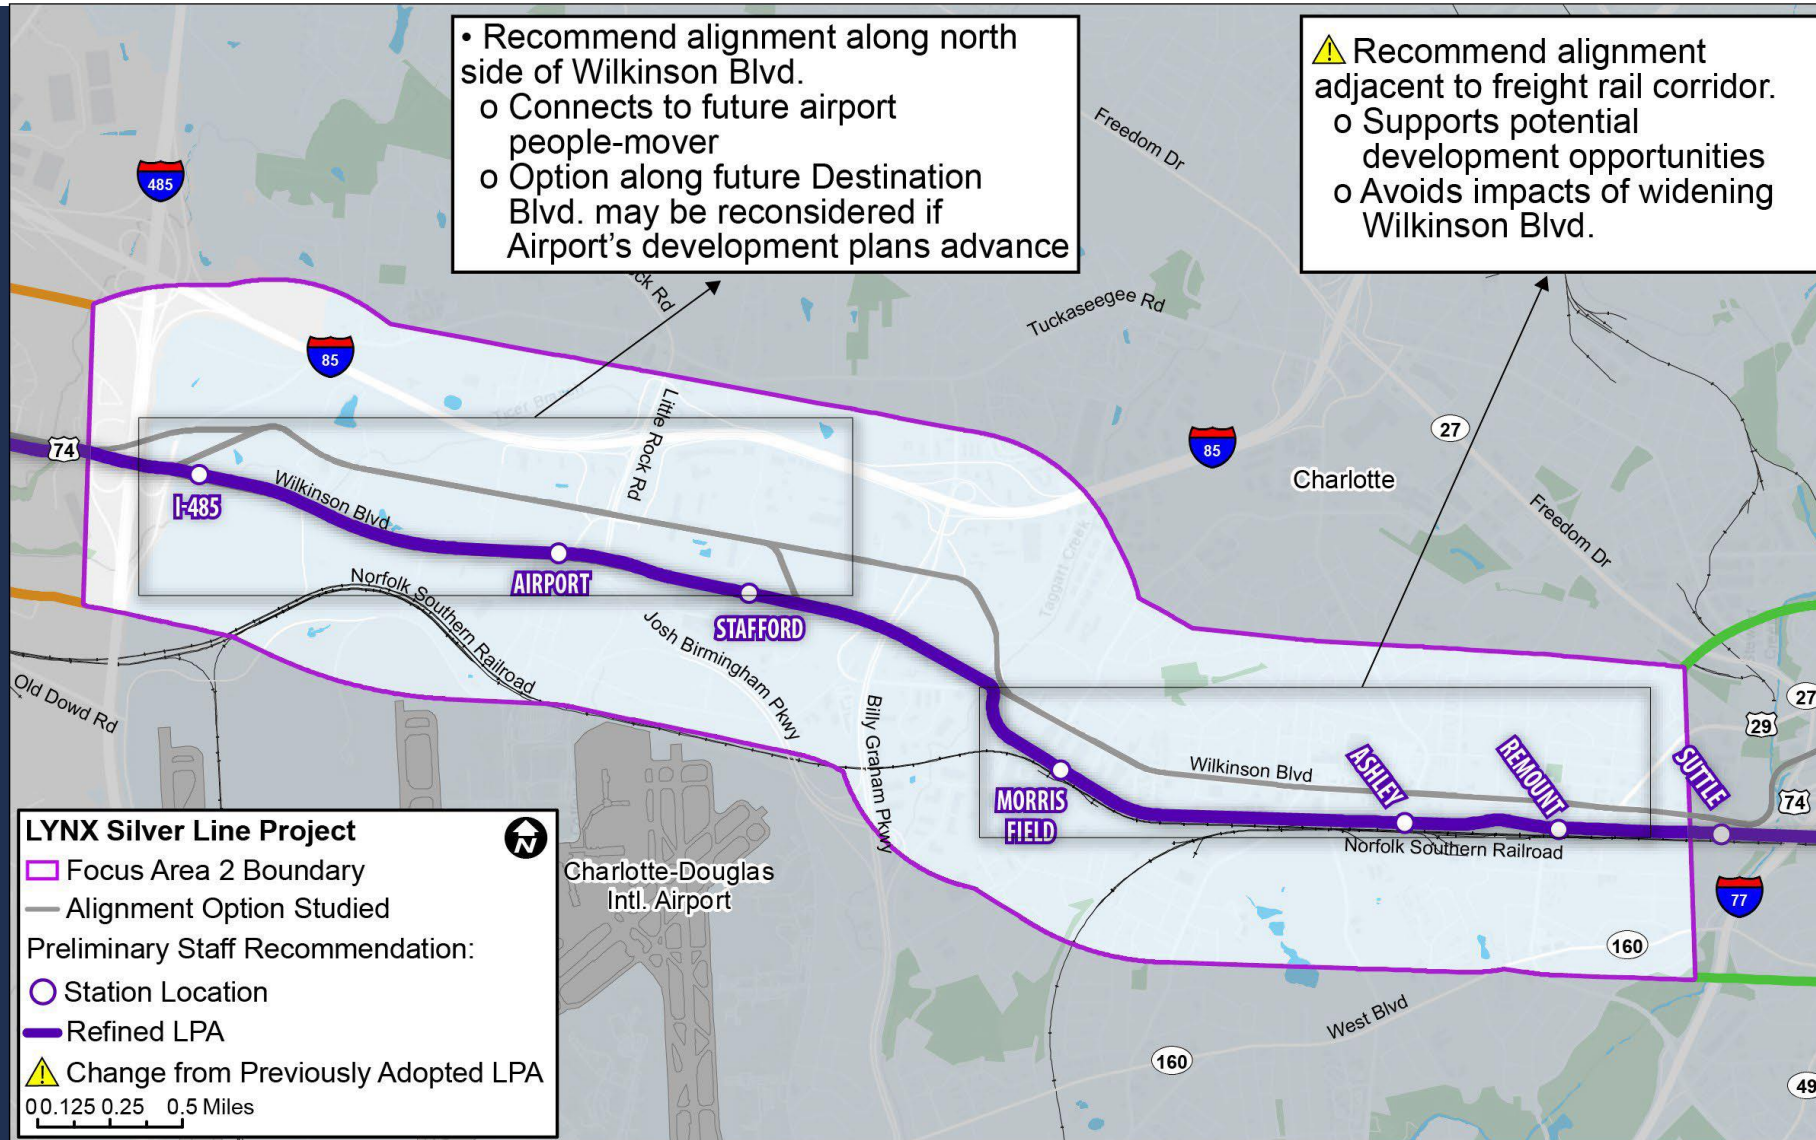 • Recommend alignment along north
side of Wilkinson Blvd.
o Connects to future airport
people-mover
o Option along future Destination
Blvd. may be reconsidered if
Airport's development plans advance
Recommend alignment
adjacent to freight rail corridor.
o Supports potential
development opportunities
o Avoids impacts of widening
Wilkinson Blvd.
Freedom Dr
485
ck Rd
Tuckaseegee Rd
85
Little Rock Rd
27
85
Charlotte
74
I-485
Wilkinson Blvd
Freedom Dr
AIRPORT
Norfolk Southern Railroad
STAFFORD
Taggart Creek
Josh Birmingham Pkwy
Old Dowd Rd
Billy Graham Pkwy
27
29
Wilkinson Blvd
ASHLEY
REMOUNT
SUTTLE
74
MORRIS
FIELD
Norfolk Southern Railroad
Charlotte-Douglas
Intl. Airport
77
160
West Blvd
160
49
LYNX Silver Line Project
N
Focus Area 2 Boundary
Alignment Option Studied
Preliminary Staff Recommendation:
Station Location
Refined LPA
Change from Previously Adopted LPA
0 0.125 0.25 0.5 Miles